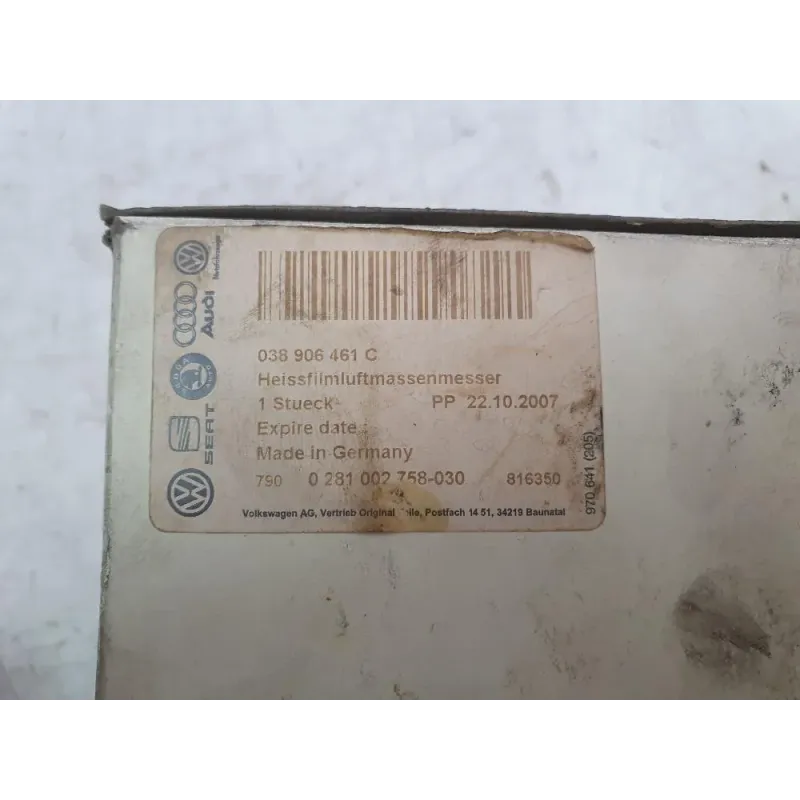 038 906 461 C
Heissfilmluftmassenmesser
1 Stueck PP 22.10.2007
Expire date :
Made in Germany
790 0 281 002 758-030 816350
Volkswagen AG, Vertrieb Original Postfach 14 51, 34219 Baunatal
970 641 (205)
Audi
SEAT